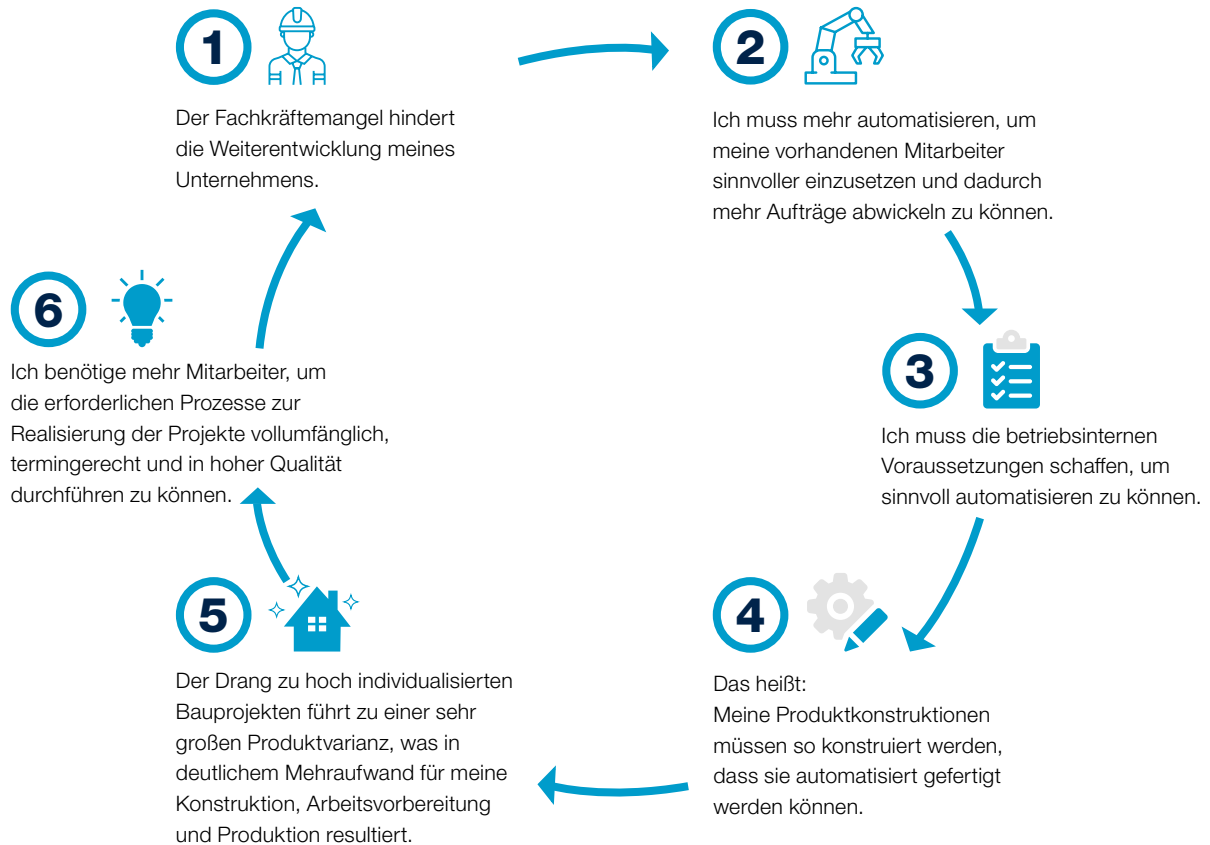 1
Der Fachkräftemangel hindert
die Weiterentwicklung meines
Unternehmens.
2
Ich muss mehr automatisieren, um
meine vorhandenen Mitarbeiter
sinnvoller einzusetzen und dadurch
mehr Aufträge abwickeln zu können.
3
Ich muss die betriebsinternen
Voraussetzungen schaffen, um
sinnvoll automatisieren zu können.
4
Das heißt:
Meine Produktkonstruktionen
müssen so konstruiert werden,
dass sie automatisiert gefertigt
werden können.
5
Der Drang zu hoch individualisierten
Bauprojekten führt zu einer sehr
großen Produktvarianz, was in
deutlichem Mehraufwand für meine
Konstruktion, Arbeitsvorbereitung
und Produktion resultiert.
6
Ich benötige mehr Mitarbeiter, um
die erforderlichen Prozesse zur
Realisierung der Projekte vollumfänglich,
termingerecht und in hoher Qualität
durchführen zu können.